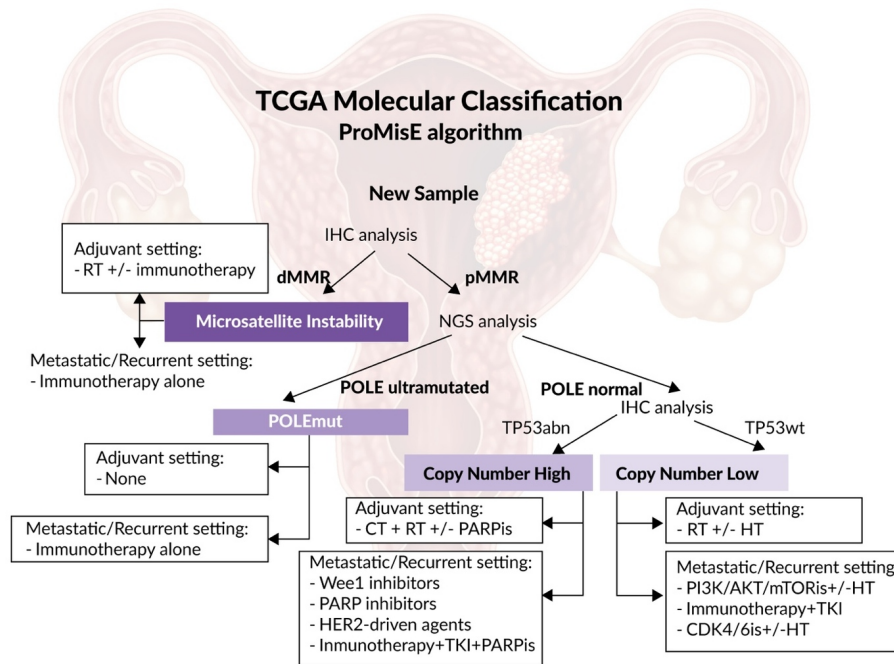 TCGA Molecular Classification
ProMisE algorithm
New Sample
IHC analysis
dMMR
pMMR
Adjuvant setting:
- RT +/- immunotherapy
Microsatellite Instability
Metastatic/Recurrent setting:
- Immunotherapy alone
NGS analysis
POLE ultramutated
POLE normal
POLEmut
Adjuvant setting:
- None
Metastatic/Recurrent setting:
- Immunotherapy alone
IHC analysis
TP53abn
TP53wt
Copy Number High
Adjuvant setting:
- CT + RT +/- PARPis
Metastatic/Recurrent setting:
- Wee1 inhibitors
- PARP inhibitors
- HER2-driven agents
- Inmunotherapy+TKI+PARPis
Copy Number Low
Adjuvant setting:
- RT +/- HT
Metastatic/Recurrent setting
- PI3K/AKT/mTORis+/-HT
- Immunotherapy+TKI
- CDK4/6is+/-HT